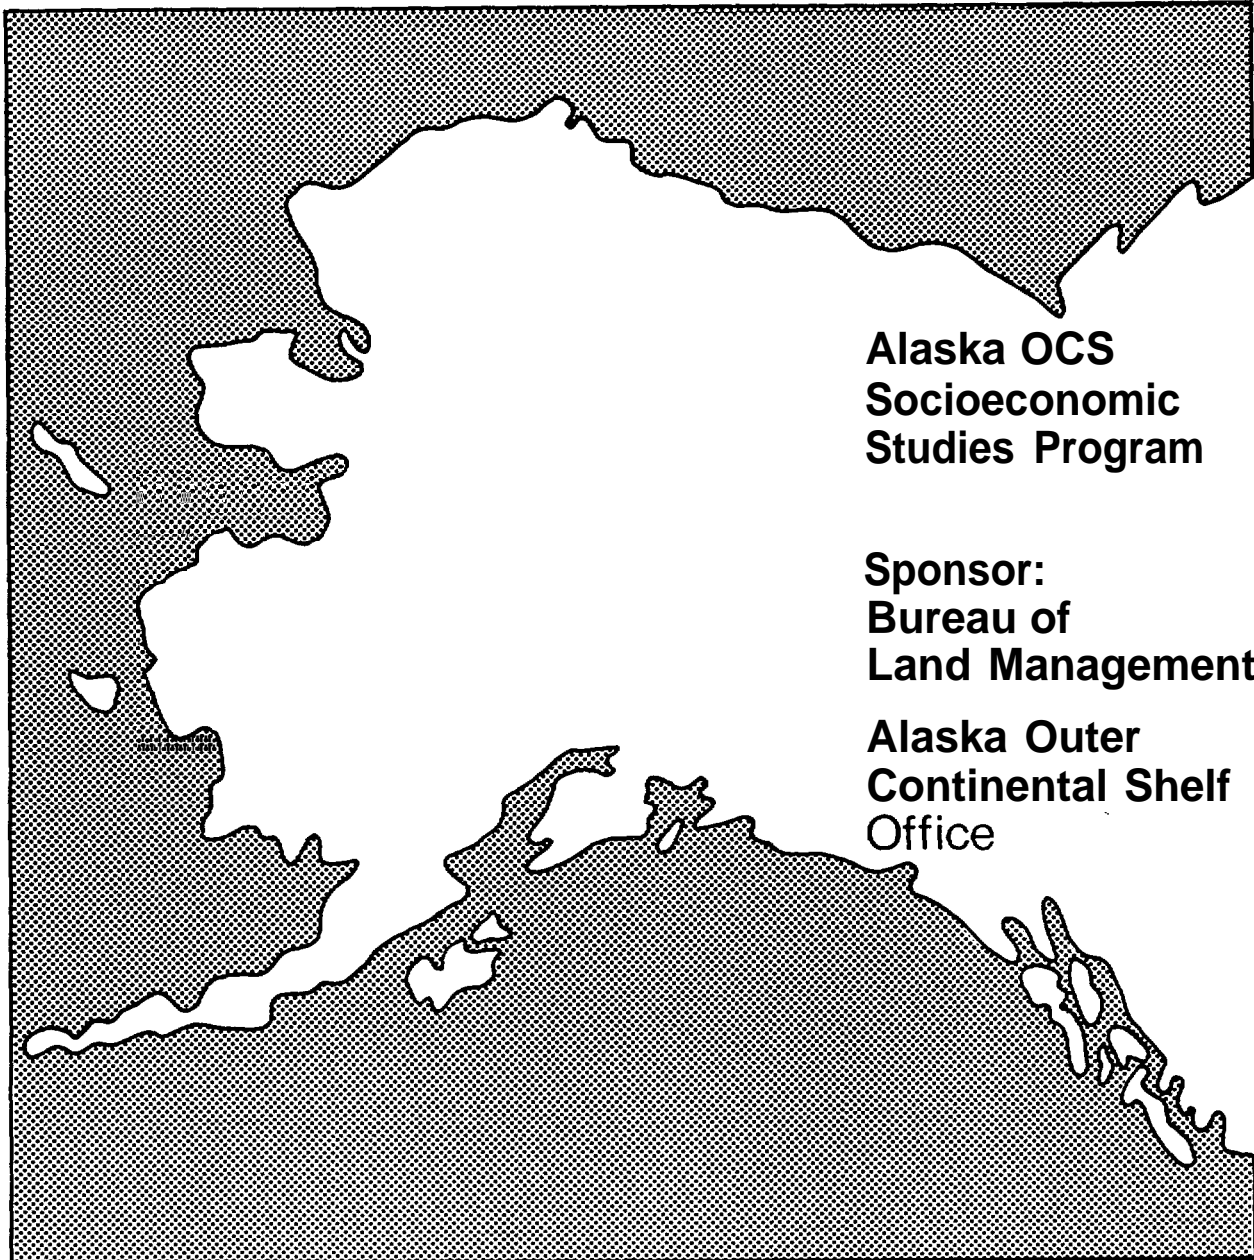 Alaska OCS
Socioeconomic
Studies Program
Sponsor:
Bureau of
Land Management
Alaska Outer
Continental Shelf
Office